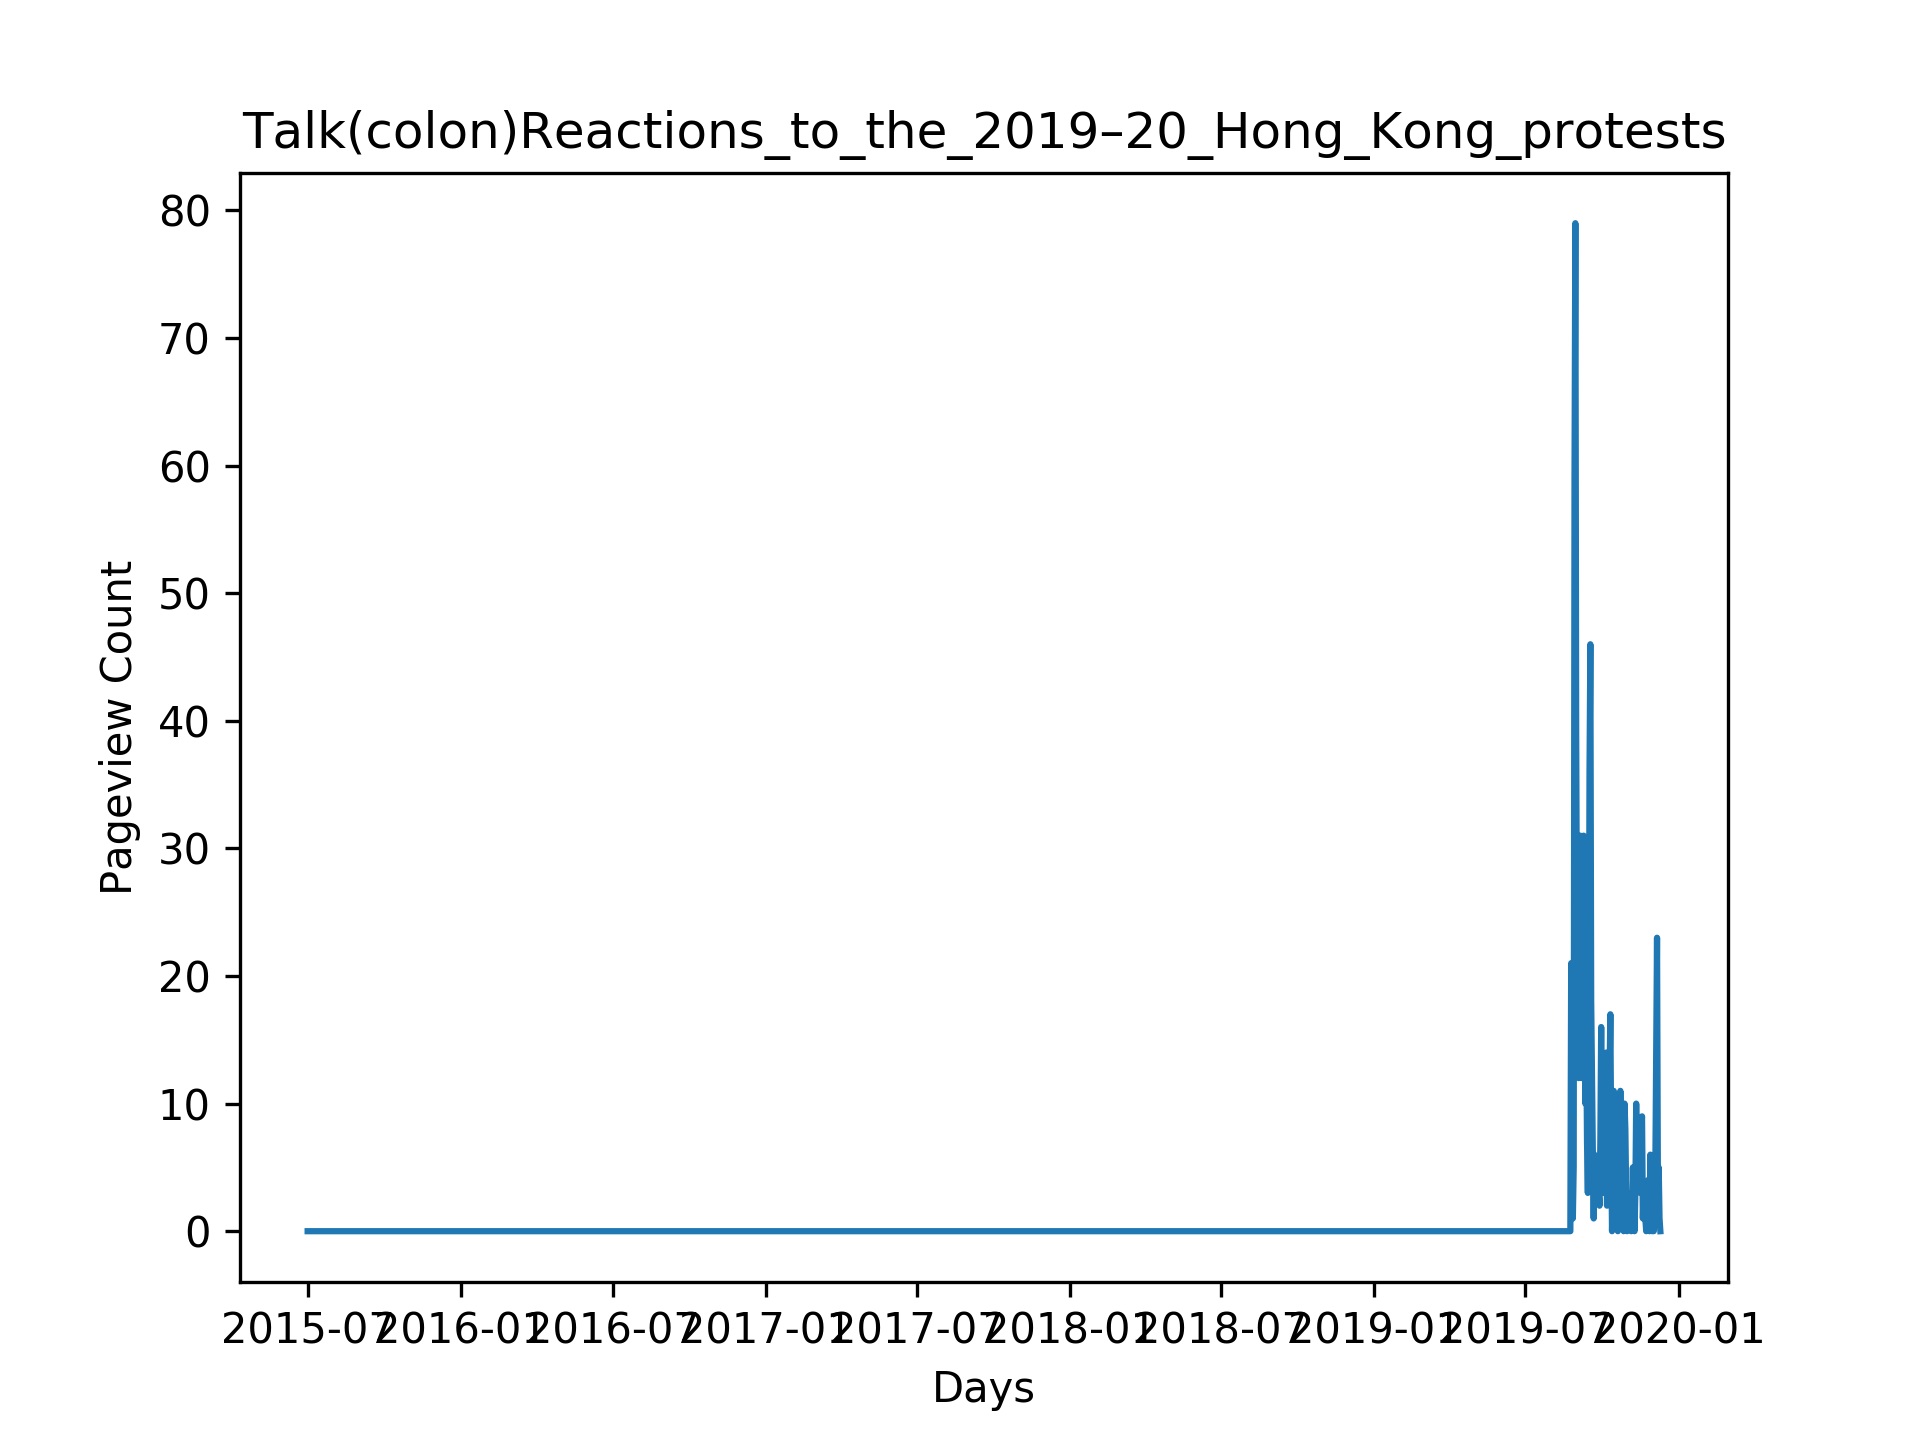 Talk(colon)Reactions_to_the_2019–20_Hong_Kong_protests
80
70
60
50
40
30
20
10
0
Pageview Count
2015-07 2016-01 2016-07 2017-01 2017-07 2018-01 2018-07 2019-01 2019-07 2020-01
Days